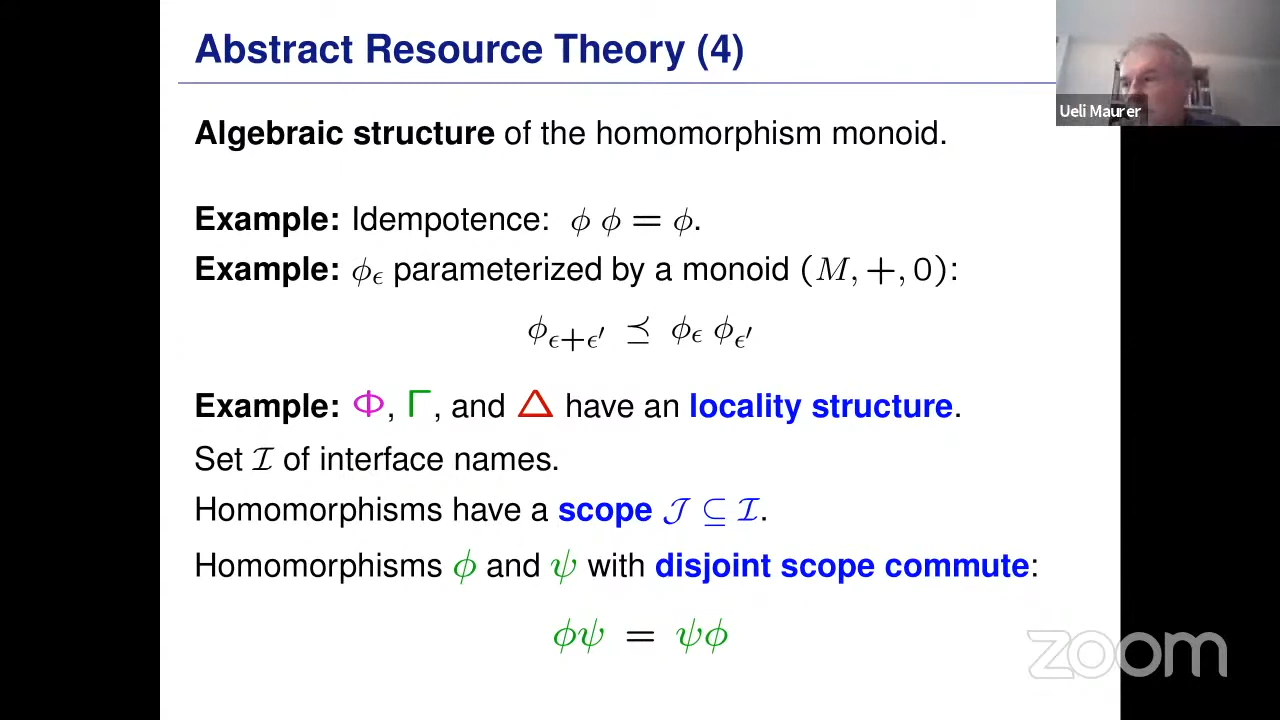 Abstract Resource Theory (4)
Ueli Maurer
Algebraic structure of the homomorphism monoid.
Example: Idempotence: ϕ ϕ = ϕ.
Example: ϕ_ϵ parameterized by a monoid (M, +, 0):
ϕ_{ϵ+ϵ′} ⪯ ϕ_ϵ ϕ_{ϵ′}
Example: Φ, Γ, and Δ have an locality structure.
Set ℐ of interface names.
Homomorphisms have a scope 𝒥 ⊆ ℐ.
Homomorphisms ϕ and ψ with disjoint scope commute:
ϕψ = ψϕ
zoom